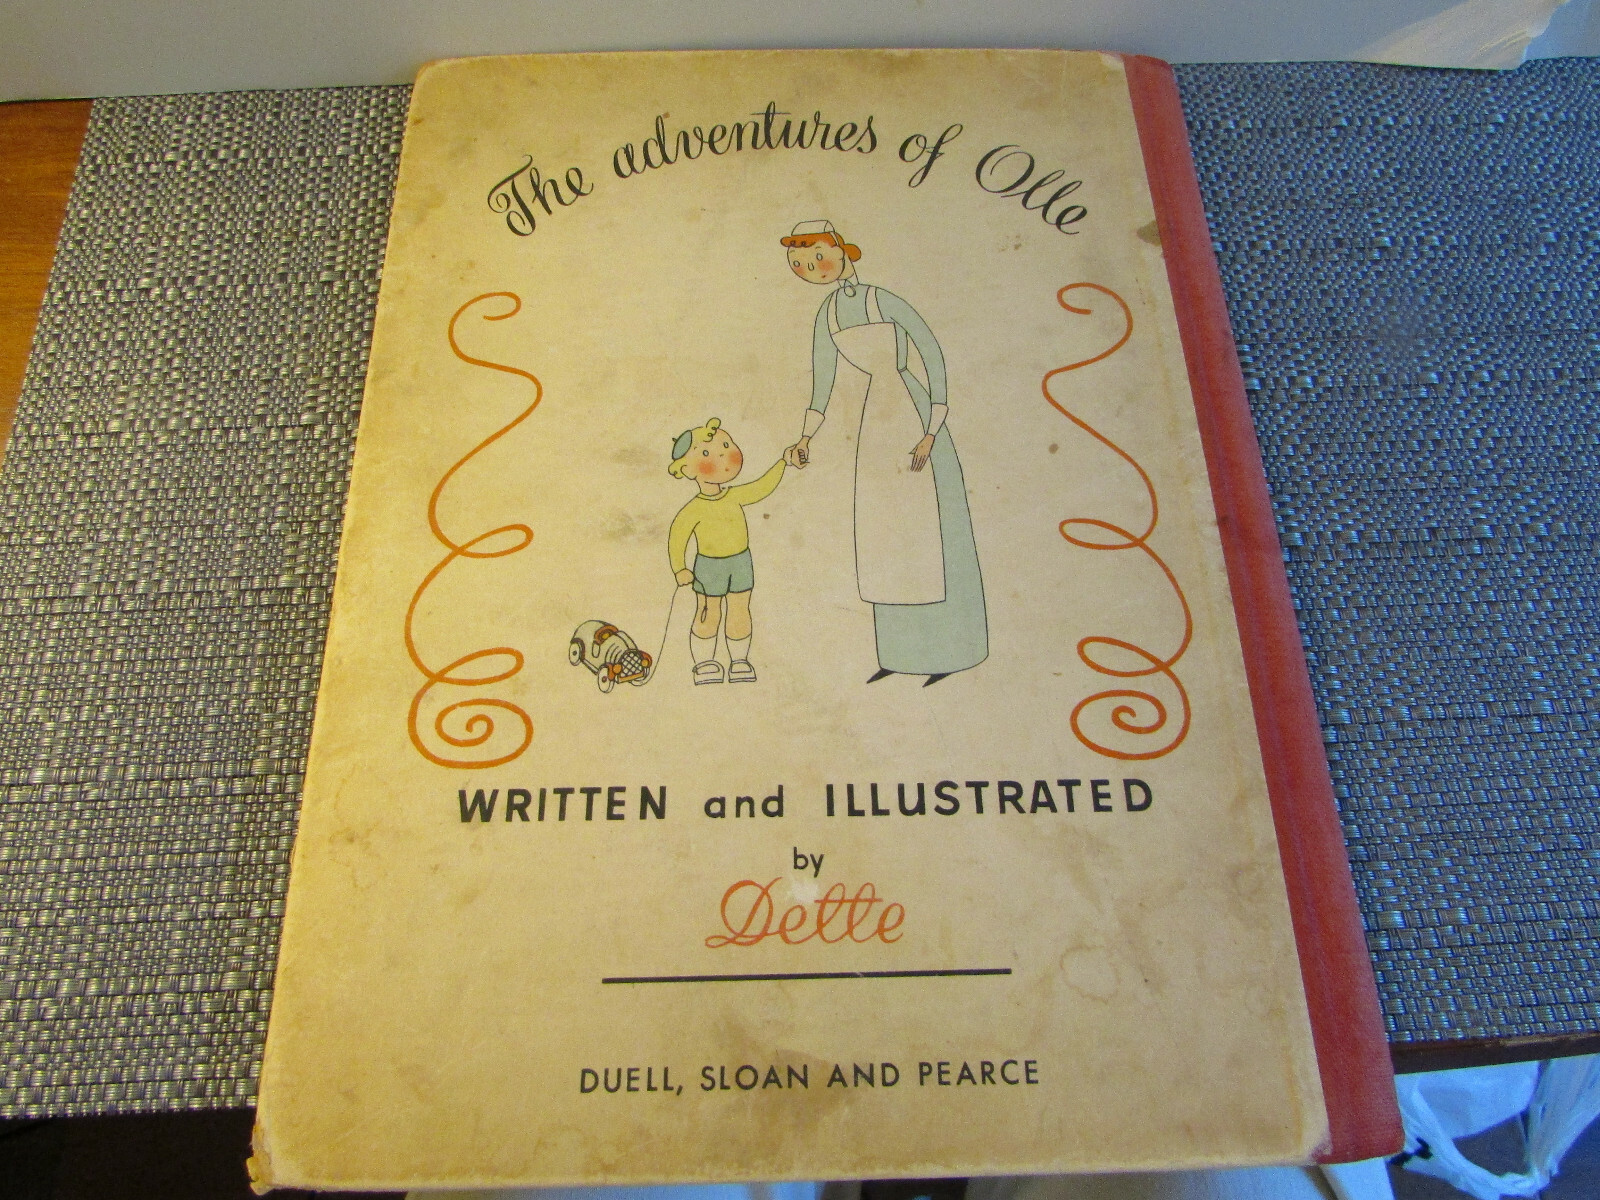 The adventures of Olle
WRITTEN and ILLUSTRATED
by
Dette
DUELL, SLOAN AND PEARCE